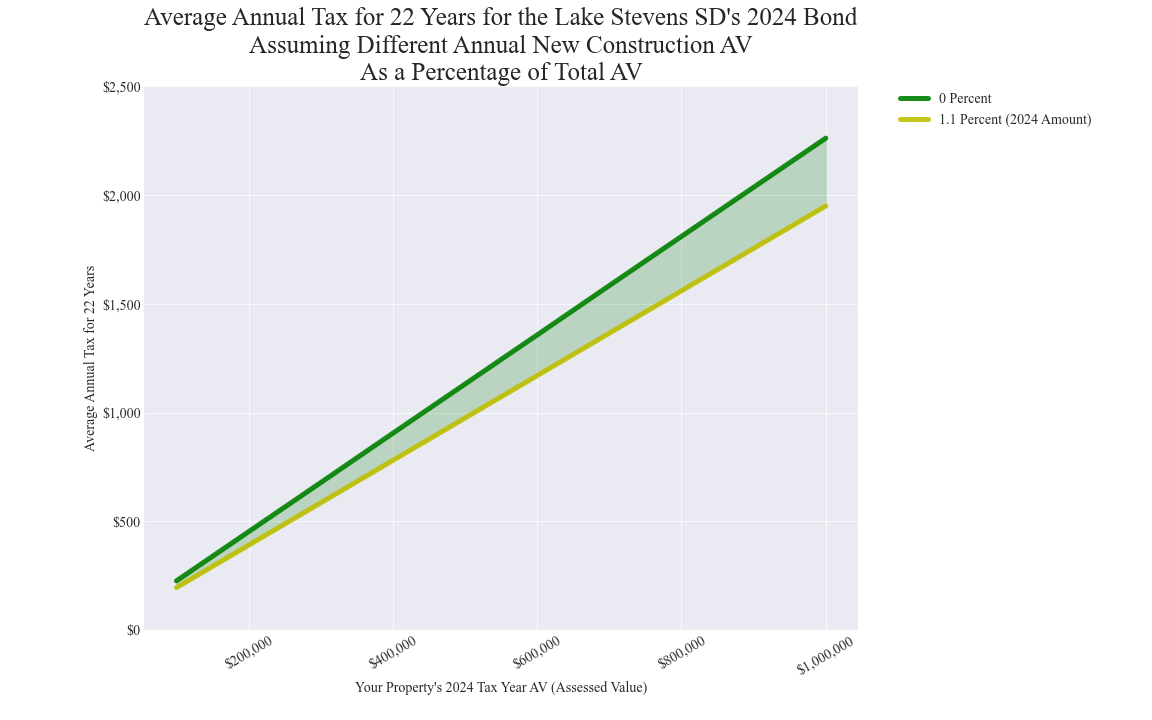 Average Annual Tax for 22 Years for the Lake Stevens SD's 2024 Bond
Assuming Different Annual New Construction AV
As a Percentage of Total AV
0 Percent
1.1 Percent (2024 Amount)
Average Annual Tax for 22 Years
$2,500
$2,000
$1,500
$1,000
$500
$0
$200,000
$400,000
$600,000
$800,000
$1,000,000
Your Property's 2024 Tax Year AV (Assessed Value)